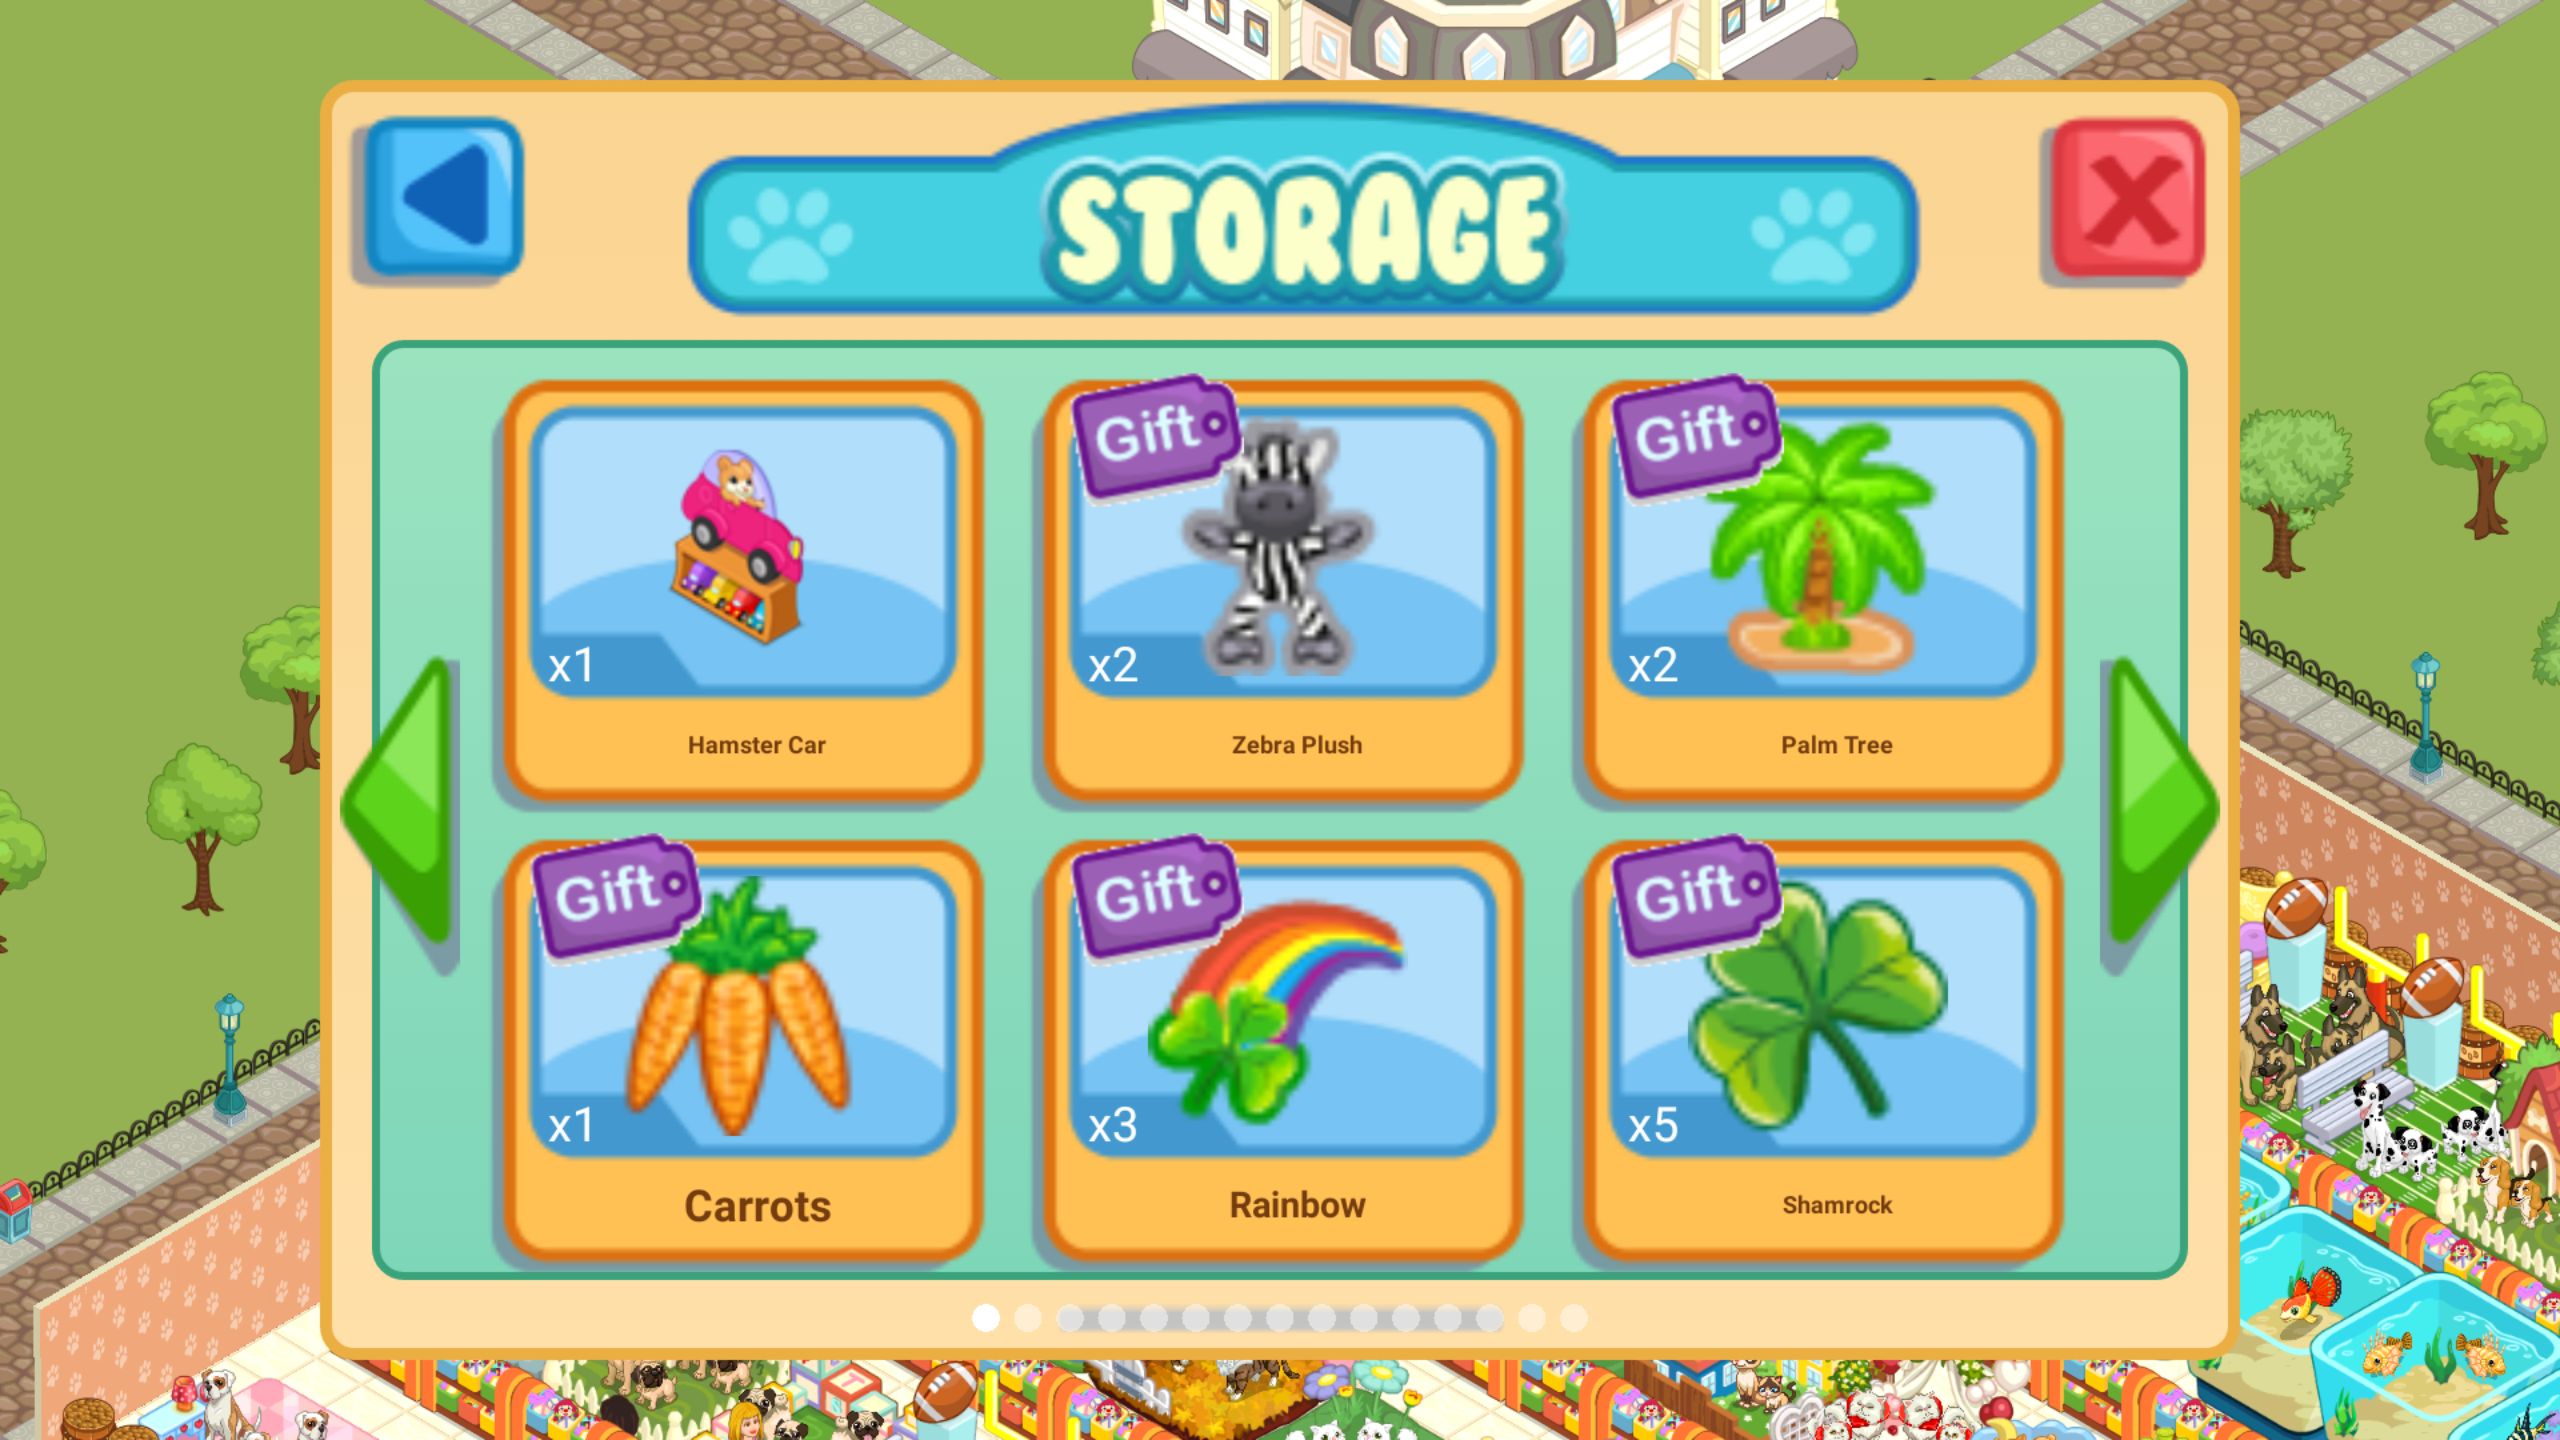 STORAGE
x1
Hamster Car
Gift
x2
Zebra Plush
Gift
x2
Palm Tree
Gift
x1
Carrots
Gift
x3
Rainbow
Gift
x5
Shamrock